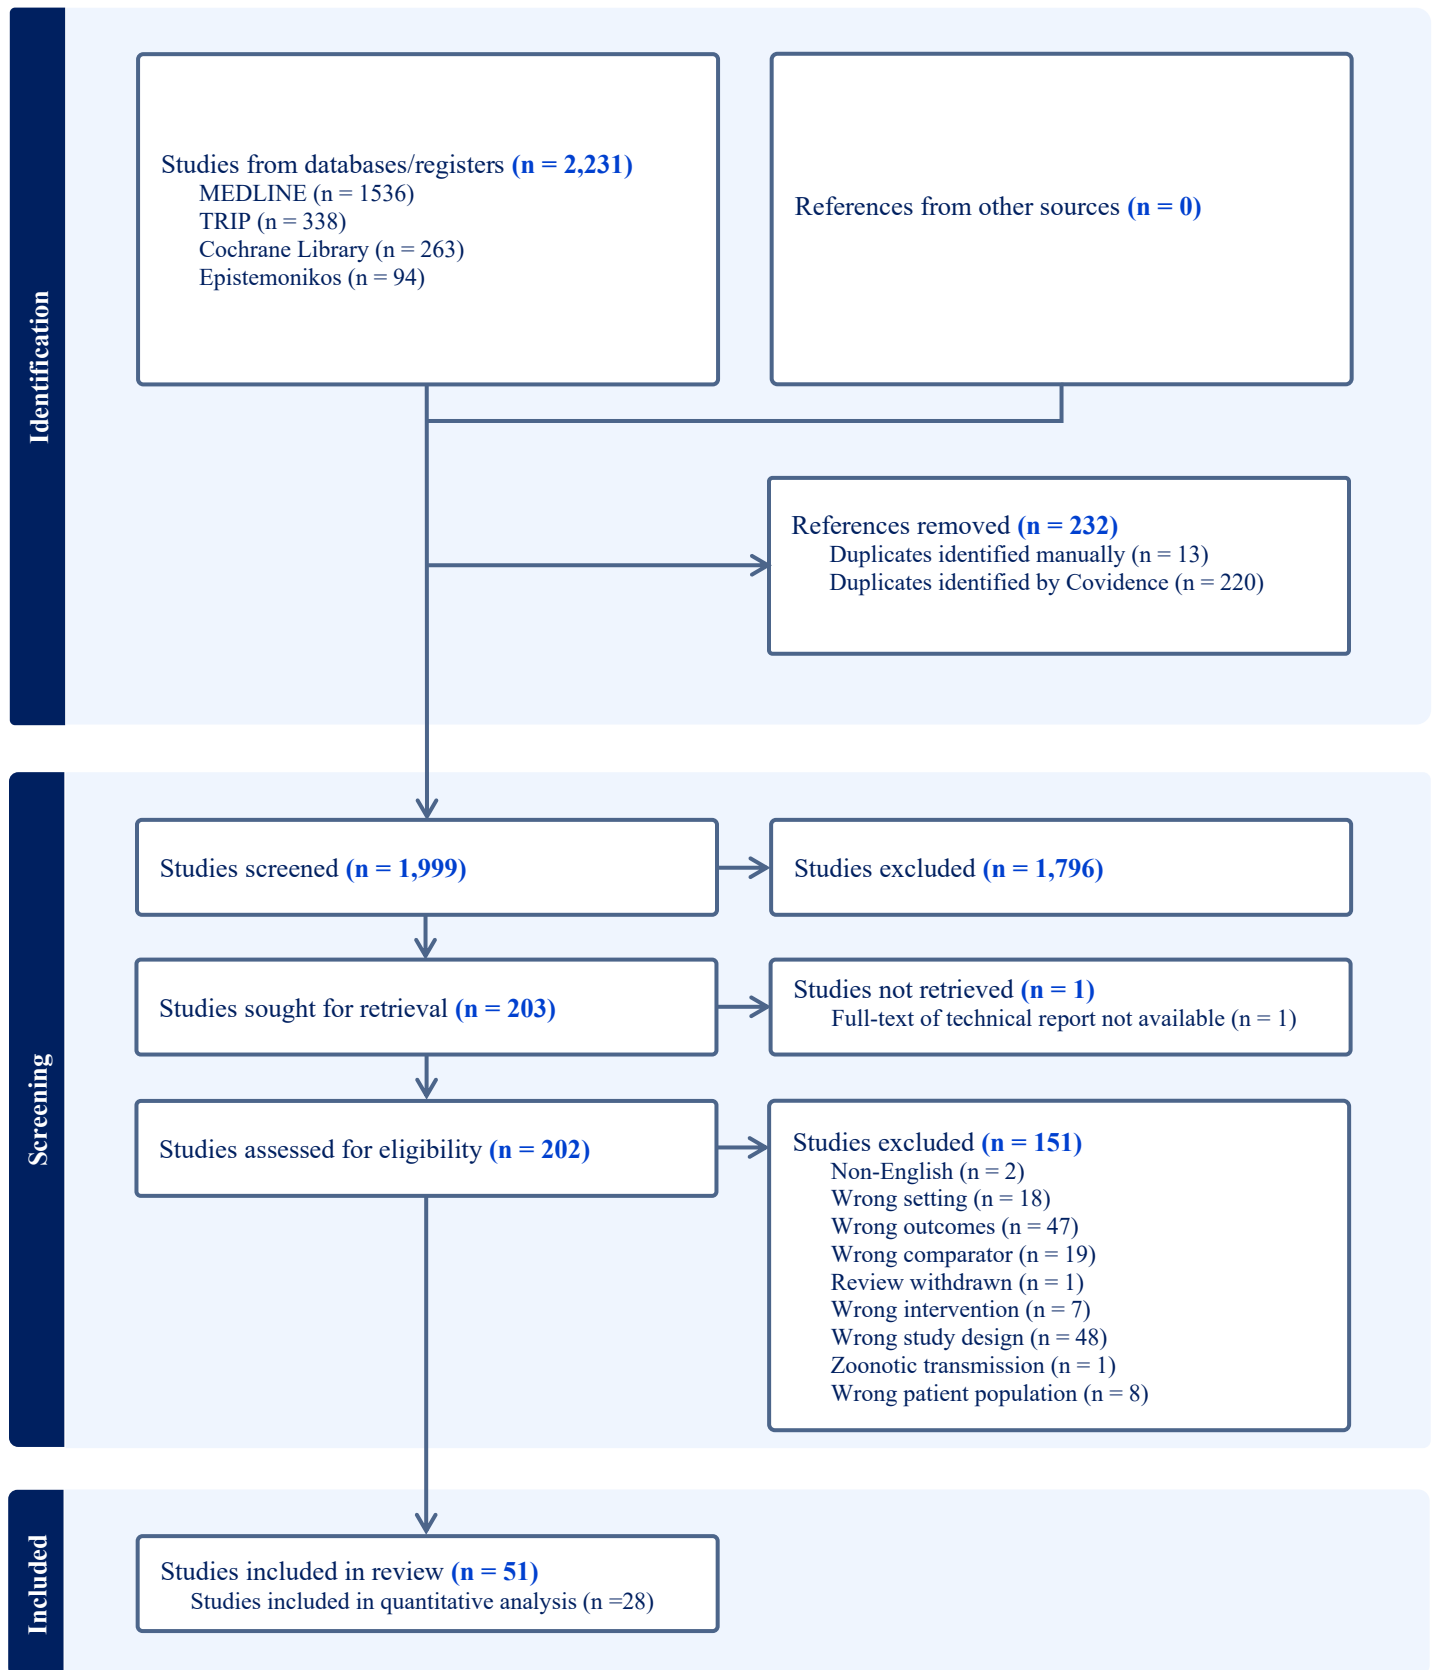 Identification
Studies from databases/registers (n = 2,231)
MEDLINE (n = 1536)
TRIP (n = 338)
Cochrane Library (n = 263)
Epistemonikos (n = 94)
References from other sources (n = 0)
References removed (n = 232)
Duplicates identified manually (n = 13)
Duplicates identified by Covidence (n = 220)
Screening
Studies screened (n = 1,999)
Studies excluded (n = 1,796)
Studies sought for retrieval (n = 203)
Studies not retrieved (n = 1)
Full-text of technical report not available (n = 1)
Studies assessed for eligibility (n = 202)
Studies excluded (n = 151)
Non-English (n = 2)
Wrong setting (n = 18)
Wrong outcomes (n = 47)
Wrong comparator (n = 19)
Review withdrawn (n = 1)
Wrong intervention (n = 7)
Wrong study design (n = 48)
Zoonotic transmission (n = 1)
Wrong patient population (n = 8)
Included
Studies included in review (n = 51)
Studies included in quantitative analysis (n =28)